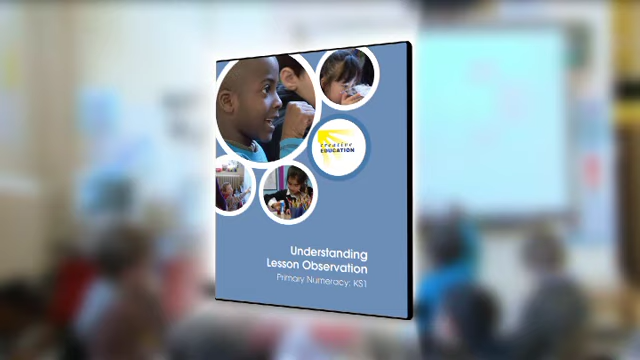 creative
EDUCATION
Understanding
Lesson Observation
Primary Numeracy: KS1